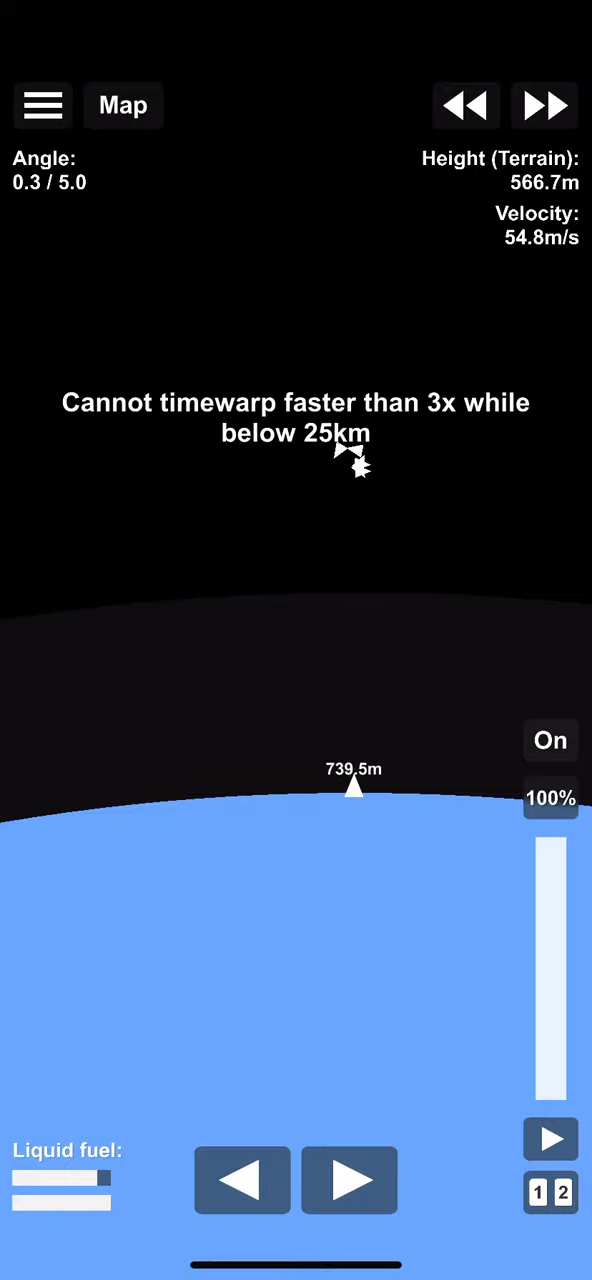 Map
Angle:
0.3 / 5.0
Height (Terrain):
566.7m
Velocity:
54.8m/s
Cannot timewarp faster than 3x while
below 25km
739.5m
On
100%
Liquid fuel:
1 2